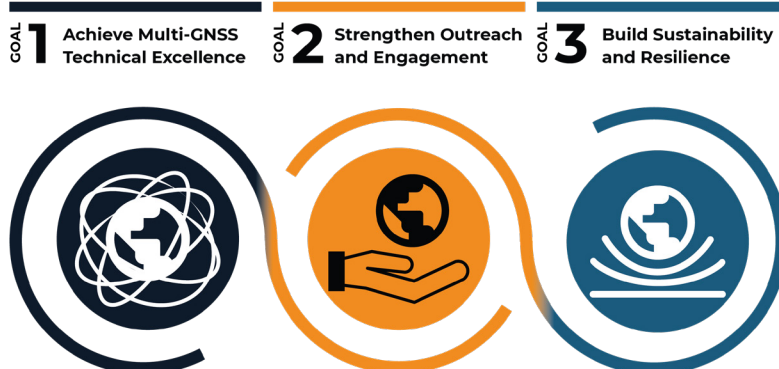 GOAL 1 Achieve Multi-GNSS
Technical Excellence
GOAL 2 Strengthen Outreach
and Engagement
GOAL 3 Build Sustainability
and Resilience